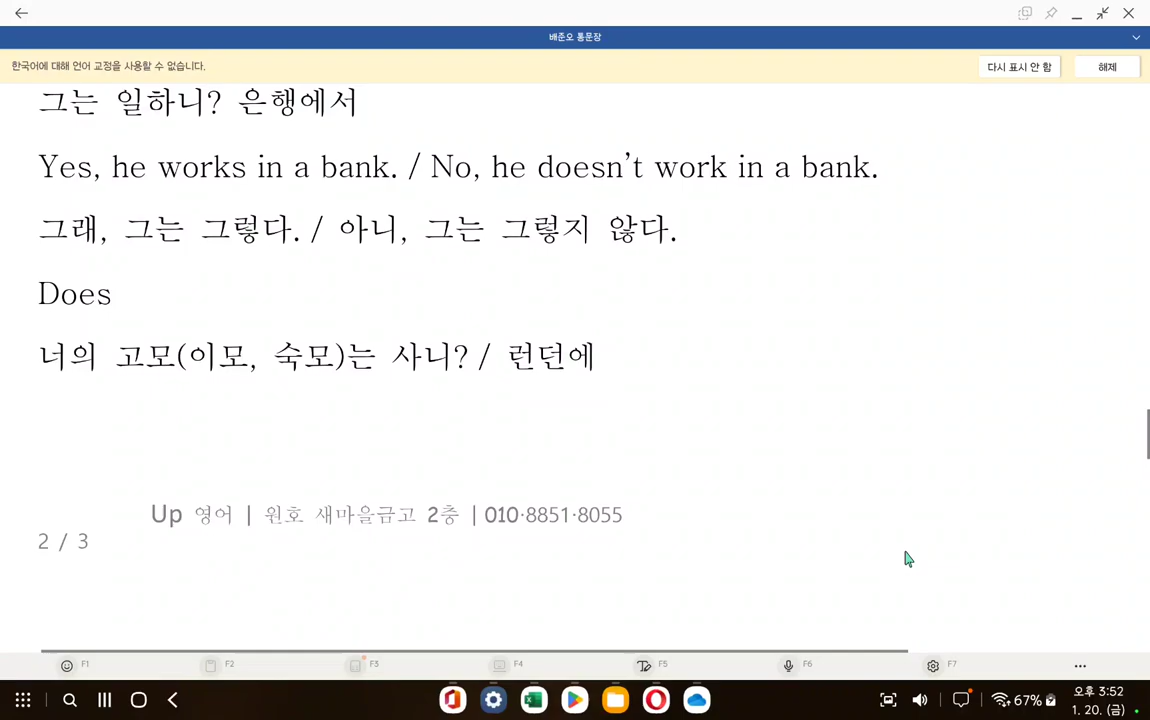 배준오 통문장
한국어에 대해 언어 교정을 사용할 수 없습니다.
다시 표시 안 함
해제
그는 일하니? 은행에서
Yes, he works in a bank. / No, he doesn’t work in a bank.
그래, 그는 그렇다. / 아니, 그는 그렇지 않다.
Does
너의 고모(이모, 숙모)는 사니? / 런던에
Up 영어 | 원호 새마을금고 2층 | 010·8851·8055
2 / 3
F1 F2 F3 F4 F5 F6 F7
67%
오후 3:52
1. 20. (금)